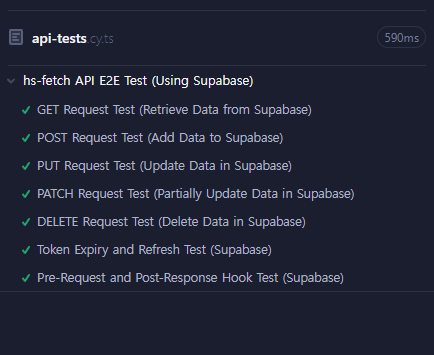 api-tests.cy.ts
590ms
hs-fetch API E2E Test (Using Supabase)
GET Request Test (Retrieve Data from Supabase)
POST Request Test (Add Data to Supabase)
PUT Request Test (Update Data in Supabase)
PATCH Request Test (Partially Update Data in Supabase)
DELETE Request Test (Delete Data in Supabase)
Token Expiry and Refresh Test (Supabase)
Pre-Request and Post-Response Hook Test (Supabase)